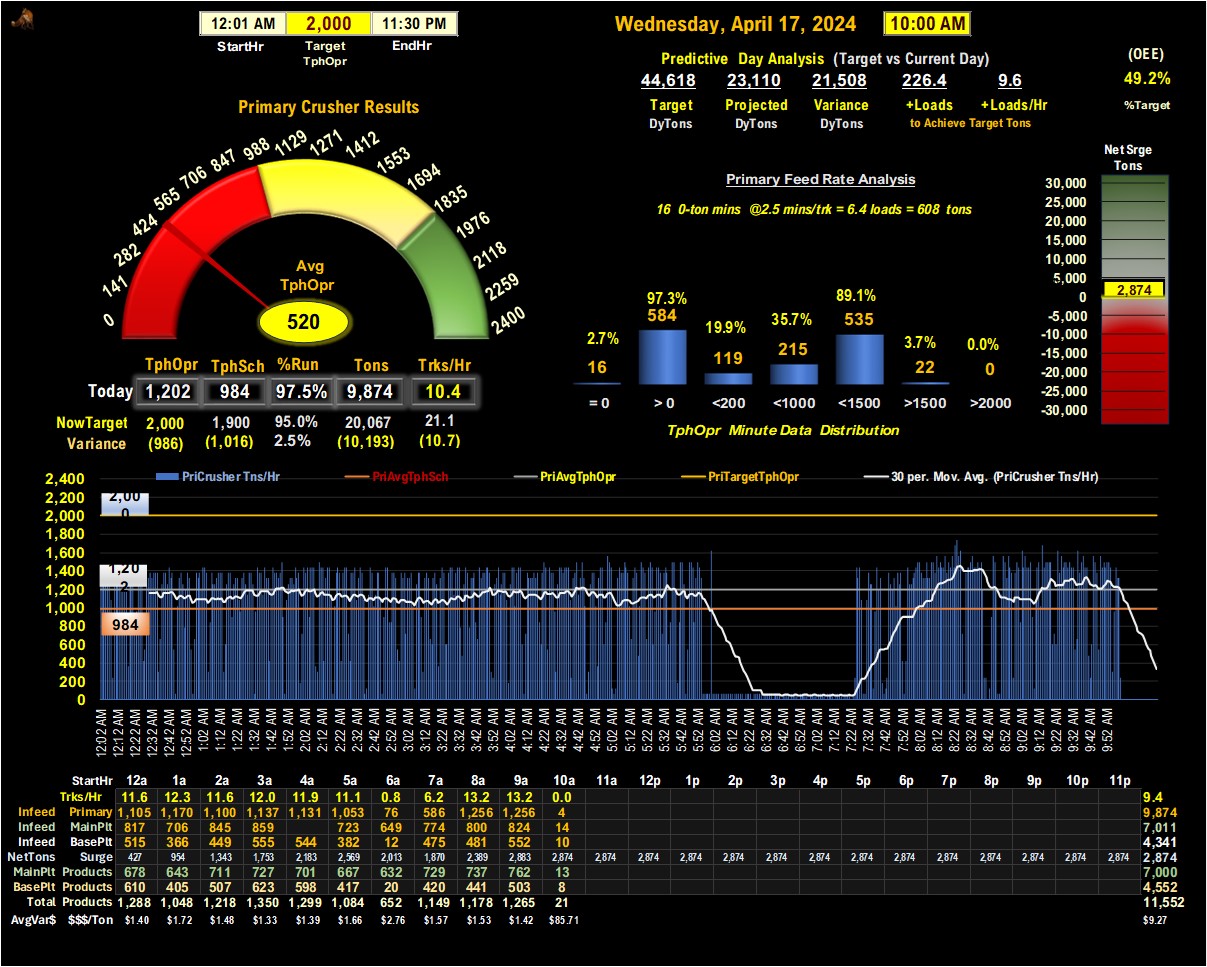 12:01 AM 2,000 11:30 PM
StartHr Target TphOpr EndHr
Wednesday, April 17, 2024 10:00 AM
Predictive Day Analysis (Target vs Current Day)
44,618 23,110 21,508 226.4 9.6
Target Projected Variance +Loads +Loads/Hr
DyTons DyTons DyTons to Achieve Target Tons
(OEE)
49.2%
%Target
Primary Crusher Results
0 141 282 424 565 706 847 988 1129 1271 1412 1553 1694 1835 1976 2118 2259 2400
Avg
TphOpr
520
TphOpr TphSch %Run Tons Trks/Hr
Today 1,202 984 97.5% 9,874 10.4
NowTarget 2,000 1,900 95.0% 20,067 21.1
Variance (986) (1,016) 2.5% (10,193) (10.7)
Primary Feed Rate Analysis
16 0-ton mins @2.5 mins/trk = 6.4 loads = 608 tons
2.7% 97.3% 19.9% 35.7% 89.1% 3.7% 0.0%
16 584 119 215 535 22 0
= 0 > 0 <200 <1000 <1500 >1500 >2000
TphOpr Minute Data Distribution
Net Srge
Tons
30,000
25,000
20,000
15,000
10,000
5,000
2,874
0
-5,000
-10,000
-15,000
-20,000
-25,000
-30,000
PriCrusher Tns/Hr PriAvgTphSch PriAvgTphOpr PriTargetTphOpr 30 per. Mov. Avg. (PriCrusher Tns/Hr)
2,400
2,200
2,000
1,800
1,600
1,400
1,200
1,000
800
600
400
200
0
2,00
0
1,20
2
984
12:02 AM 12:12 AM 12:22 AM 12:32 AM 12:42 AM 12:52 AM 1:02 AM 1:12 AM 1:22 AM 1:32 AM 1:42 AM 1:52 AM 2:02 AM 2:12 AM 2:22 AM 2:32 AM 2:42 AM 2:52 AM 3:02 AM 3:12 AM 3:22 AM 3:32 AM 3:42 AM 3:52 AM 4:02 AM 4:12 AM 4:22 AM 4:32 AM 4:42 AM 4:52 AM 5:02 AM 5:12 AM 5:22 AM 5:32 AM 5:42 AM 5:52 AM 6:02 AM 6:12 AM 6:22 AM 6:32 AM 6:42 AM 6:52 AM 7:02 AM 7:12 AM 7:22 AM 7:32 AM 7:42 AM 7:52 AM 8:02 AM 8:12 AM 8:22 AM 8:32 AM 8:42 AM 8:52 AM 9:02 AM 9:12 AM 9:22 AM 9:32 AM 9:42 AM 9:52 AM
StartHr 12a 1a 2a 3a 4a 5a 6a 7a 8a 9a 10a 11a 12p 1p 2p 3p 4p 5p 6p 7p 8p 9p 10p 11p
Trks/Hr 11.6 12.3 11.6 12.0 11.9 11.1 0.8 6.2 13.2 13.2 0.0 9.4
Infeed Primary 1,105 1,170 1,100 1,137 1,131 1,053 76 586 1,256 1,256 4 9,874
Infeed MainPlt 817 706 845 859 723 649 774 800 824 14 7,011
Infeed BasePlt 515 366 449 555 544 382 12 475 481 552 10 4,341
NetTons Surge 427 954 1,343 1,753 2,183 2,569 2,013 1,870 2,389 2,883 2,874 2,874 2,874 2,874 2,874 2,874 2,874 2,874 2,874 2,874 2,874 2,874 2,874 2,874 2,874
MainPlt Products 678 643 711 727 701 667 632 729 737 762 13 7,000
BasePlt Products 610 405 507 623 598 417 20 420 441 503 8 4,552
Total Products 1,288 1,048 1,218 1,350 1,299 1,084 652 1,149 1,178 1,265 21 11,552
AvgVar$ $$$/Ton $1.40 $1.72 $1.48 $1.33 $1.39 $1.66 $2.76 $1.57 $1.53 $1.42 $85.71 $9.27